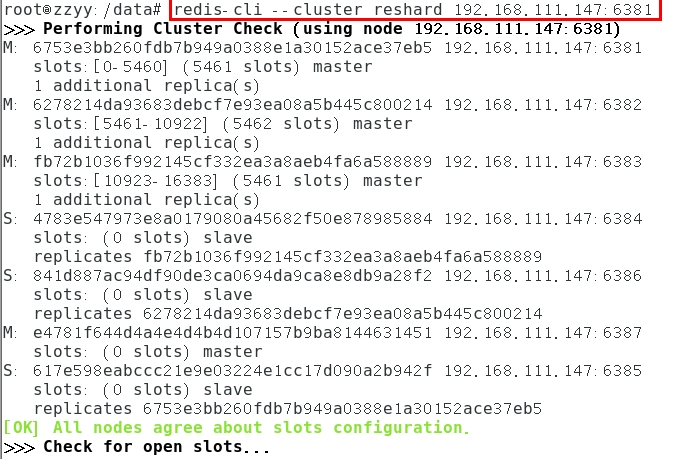 root@zzyy:/data# redis-cli --cluster reshard 192.168.111.147:6381
>>> Performing Cluster Check (using node 192.168.111.147:6381)
M: 6753e3bb260fdb7b949a0388e1a30152ace37eb5 192.168.111.147:6381
   slots:[0-5460] (5461 slots) master
   1 additional replica(s)
M: 6278214da93683debcf7e93ea08a5b445c800214 192.168.111.147:6382
   slots:[5461-10922] (5462 slots) master
   1 additional replica(s)
M: fb72b1036f992145cf332ea3a8aeb4fa6a588889 192.168.111.147:6383
   slots:[10923-16383] (5461 slots) master
   1 additional replica(s)
S: 4783e547973e8a0179080a45682f50e878985884 192.168.111.147:6384
   slots: (0 slots) slave
   replicates fb72b1036f992145cf332ea3a8aeb4fa6a588889
S: 841d887ac94df90de3ca0694da9ca8e8db9a28f2 192.168.111.147:6386
   slots: (0 slots) slave
   replicates 6278214da93683debcf7e93ea08a5b445c800214
M: e4781f644d4a4e4d4b4d107157b9ba8144631451 192.168.111.147:6387
   slots: (0 slots) master
S: 617e598eabccc21e9e03224e1cc17d090a2b942f 192.168.111.147:6385
   slots: (0 slots) slave
   replicates 6753e3bb260fdb7b949a0388e1a30152ace37eb5
[OK] All nodes agree about slots configuration.
>>> Check for open slots...